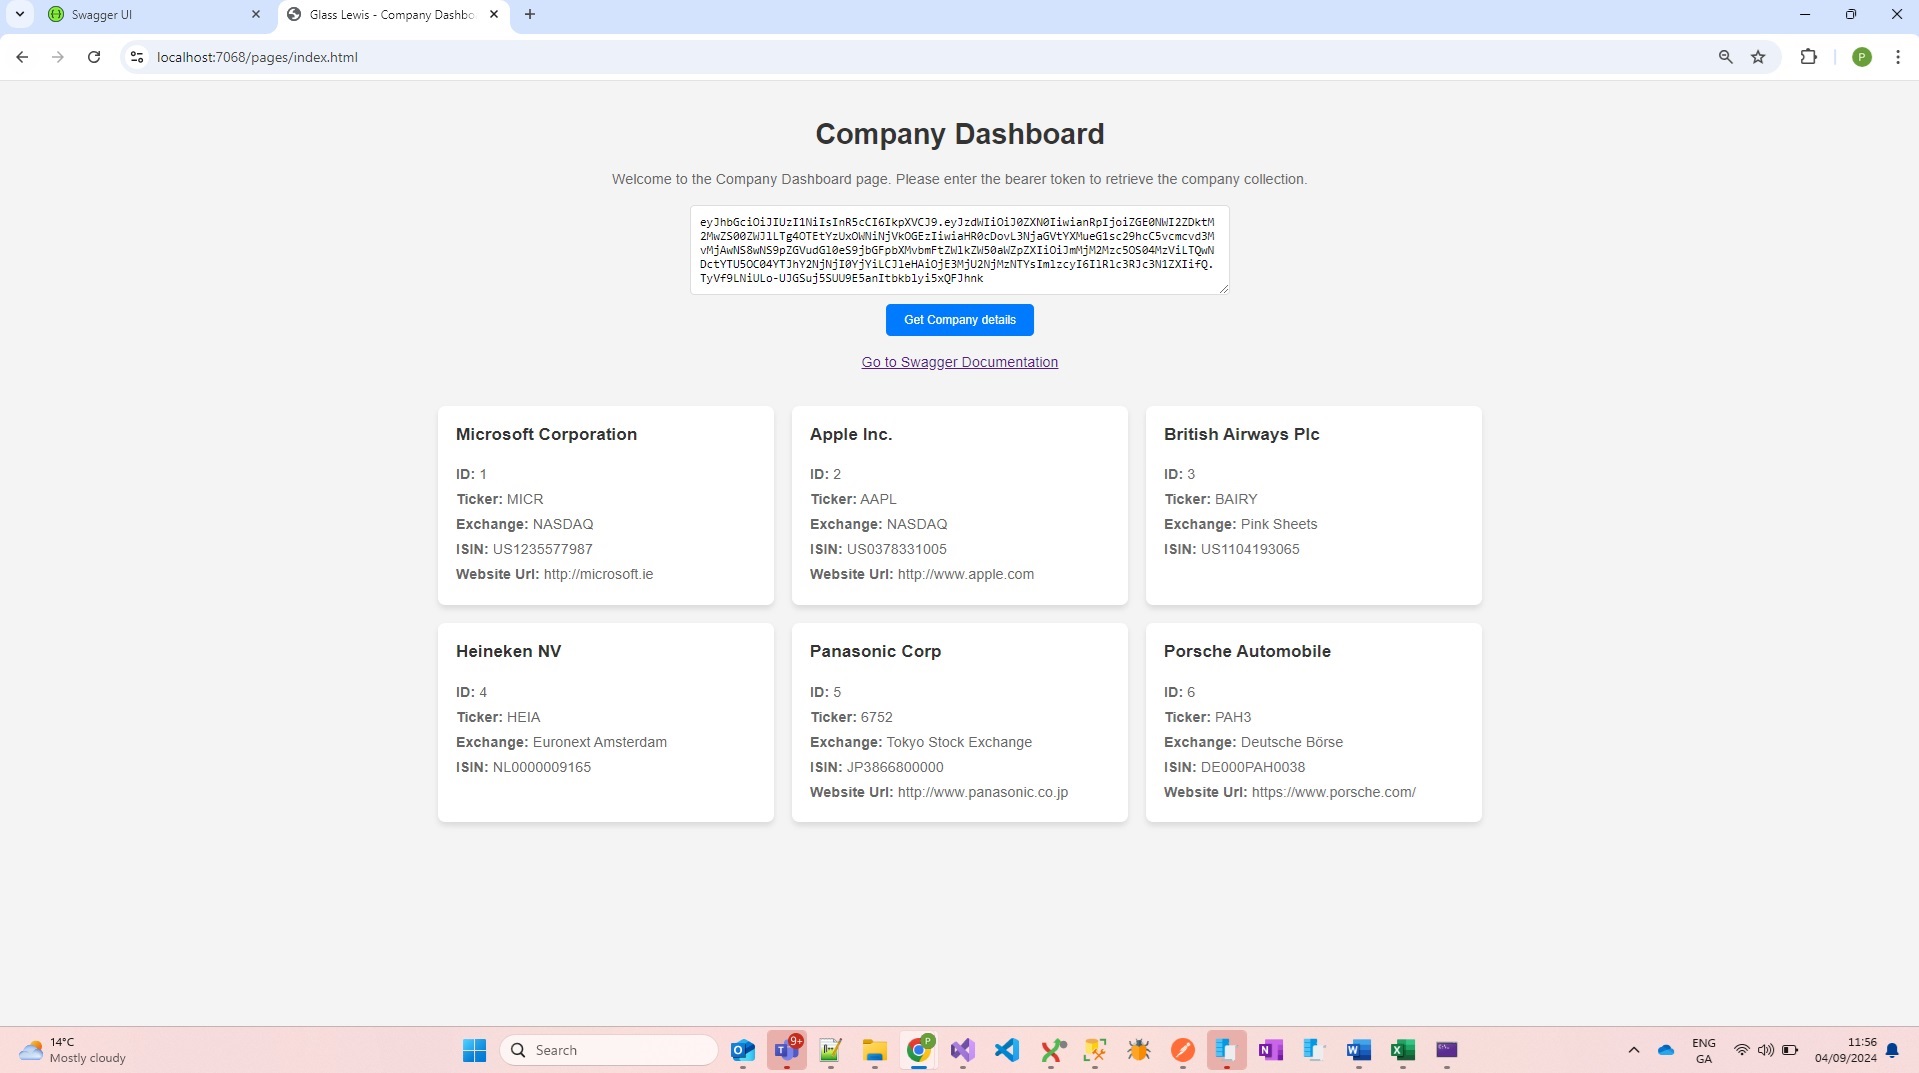 Swagger UI
Glass Lewis - Company Dashbo
localhost:7068/pages/index.html
P
Company Dashboard
Welcome to the Company Dashboard page. Please enter the bearer token to retrieve the company collection.
Get Company details
Go to Swagger Documentation
Microsoft Corporation
ID: 1
Ticker: MICR
Exchange: NASDAQ
ISIN: US1235577987
Website Url: http://microsoft.ie
Apple Inc.
ID: 2
Ticker: AAPL
Exchange: NASDAQ
ISIN: US0378331005
Website Url: http://www.apple.com
British Airways Plc
ID: 3
Ticker: BAIRY
Exchange: Pink Sheets
ISIN: US1104193065
Heineken NV
ID: 4
Ticker: HEIA
Exchange: Euronext Amsterdam
ISIN: NL0000009165
Panasonic Corp
ID: 5
Ticker: 6752
Exchange: Tokyo Stock Exchange
ISIN: JP3866800000
Website Url: http://www.panasonic.co.jp
Porsche Automobile
ID: 6
Ticker: PAH3
Exchange: Deutsche Börse
ISIN: DE000PAH0038
Website Url: https://www.porsche.com/
14°C
Mostly cloudy
Search
9+
P
ENG
GA
11:56
04/09/2024